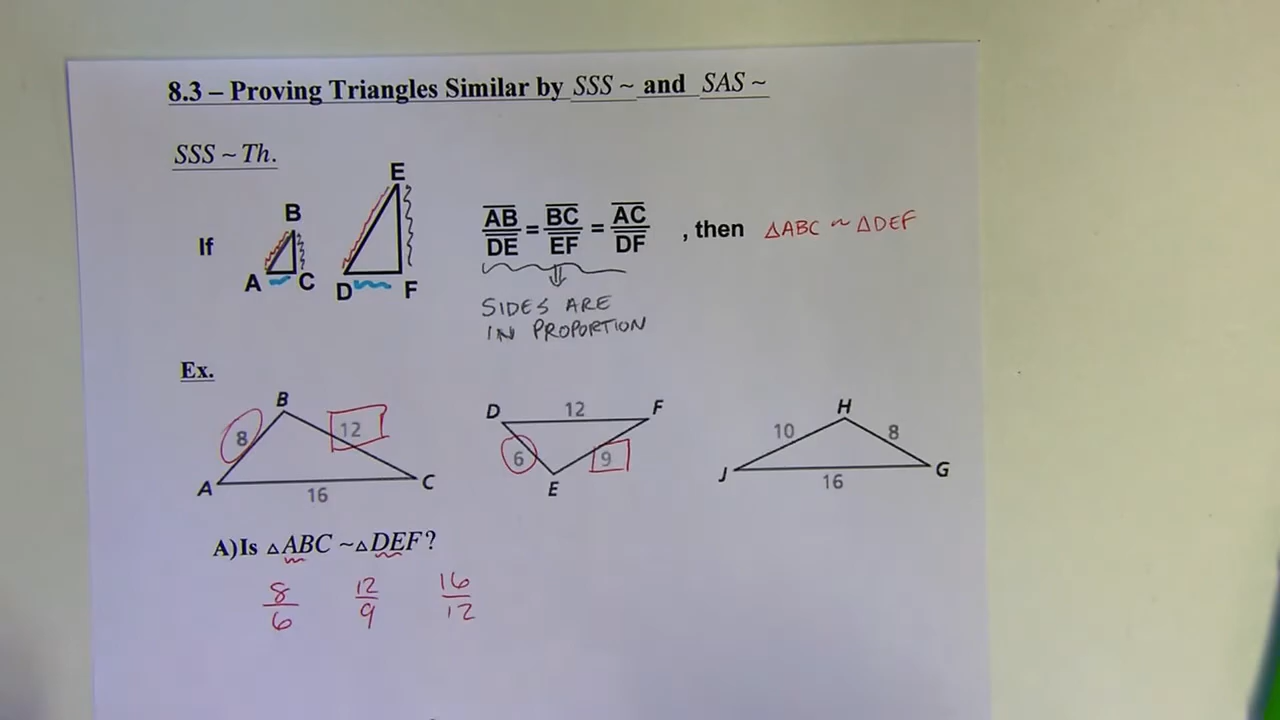 8.3 – Proving Triangles Similar by SSS ~ and SAS ~
SSS ~ Th.
If
B
A
C
E
D
F
AB/DE = BC/EF = AC/DF , then △ABC ~ △DEF
SIDES ARE
IN PROPORTION
Ex.
B
8
12
A
16
C
D
12
F
6
9
E
H
10
8
J
16
G
A) Is △ABC ~ △DEF?
8/6 12/9 16/12